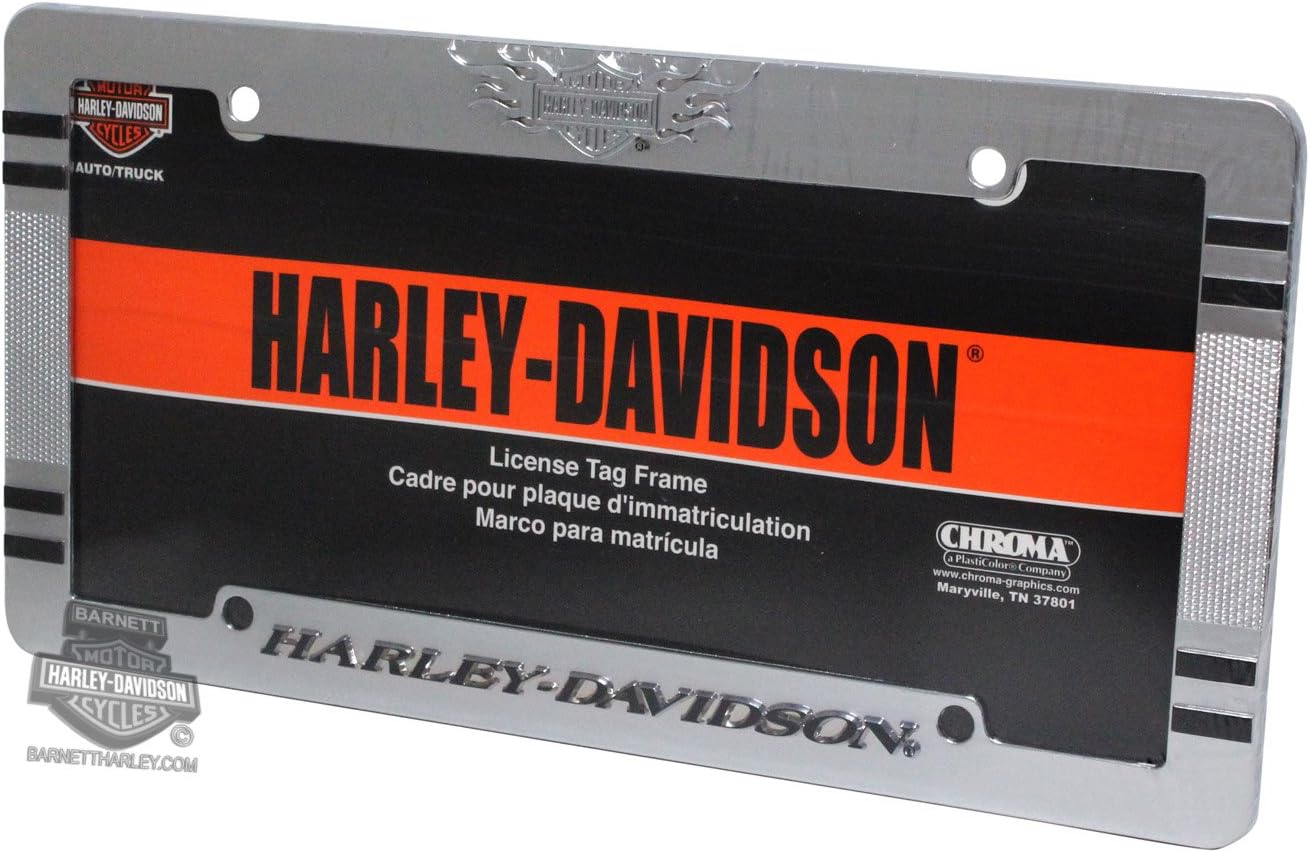 MOTOR
HARLEY-DAVIDSON
®
MOTOR
HARLEY-DAVIDSON
CYCLES
AUTO/TRUCK
HARLEY-DAVIDSON®
License Tag Frame
Cadre pour plaque d'immatriculation
Marco para matrícula
CHROMA™
a PlastiColor® Company
www.chroma-graphics.com
Maryville, TN 37801
HARLEY-DAVIDSON®
BARNETT
MOTOR
HARLEY-DAVIDSON
CYCLES
©
BARNETTHARLEY.COM